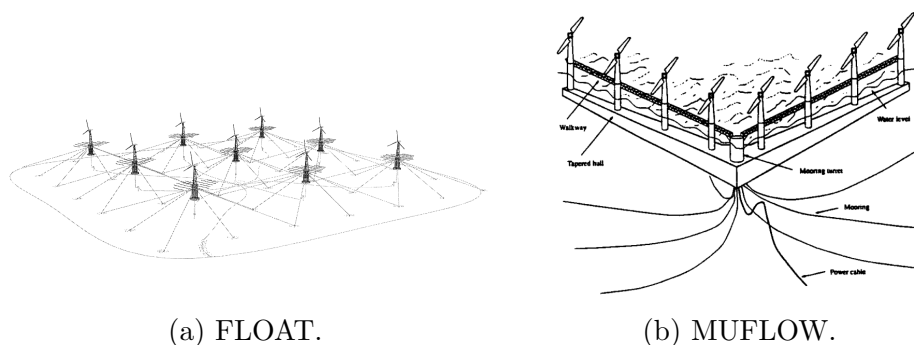 Walkway
Tapered hull
Water level
Mooring turret
Mooring
Power cable
(a) FLOAT.
(b) MUFLOW.